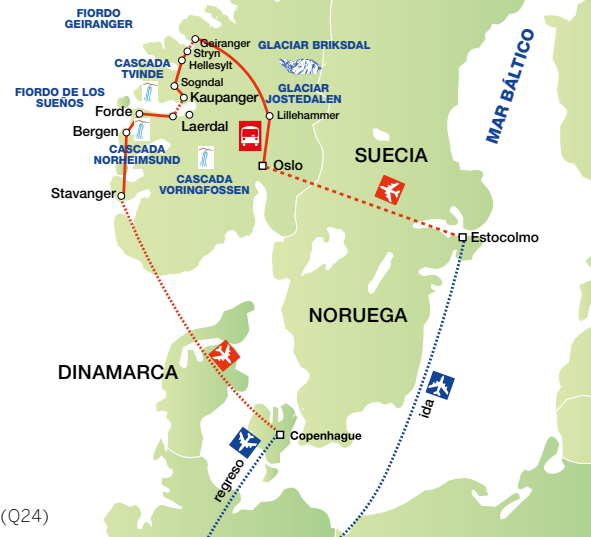 FIORDO
GEIRANGER
Geiranger
Stryn
Hellesylt
GLACIAR BRIKSDAL
CASCADA
TVINDE
Sogndal
GLACIAR
JOSTEDALEN
FIORDO DE LOS
SUEÑOS
Kaupanger
Forde
Laerdal
Lillehammer
Bergen
CASCADA
NORHEIMSUND
CASCADA
VORINGFOSSEN
Oslo
SUECIA
MAR BÁLTICO
Stavanger
Estocolmo
NORUEGA
DINAMARCA
ida
Copenhague
regreso
(Q24)